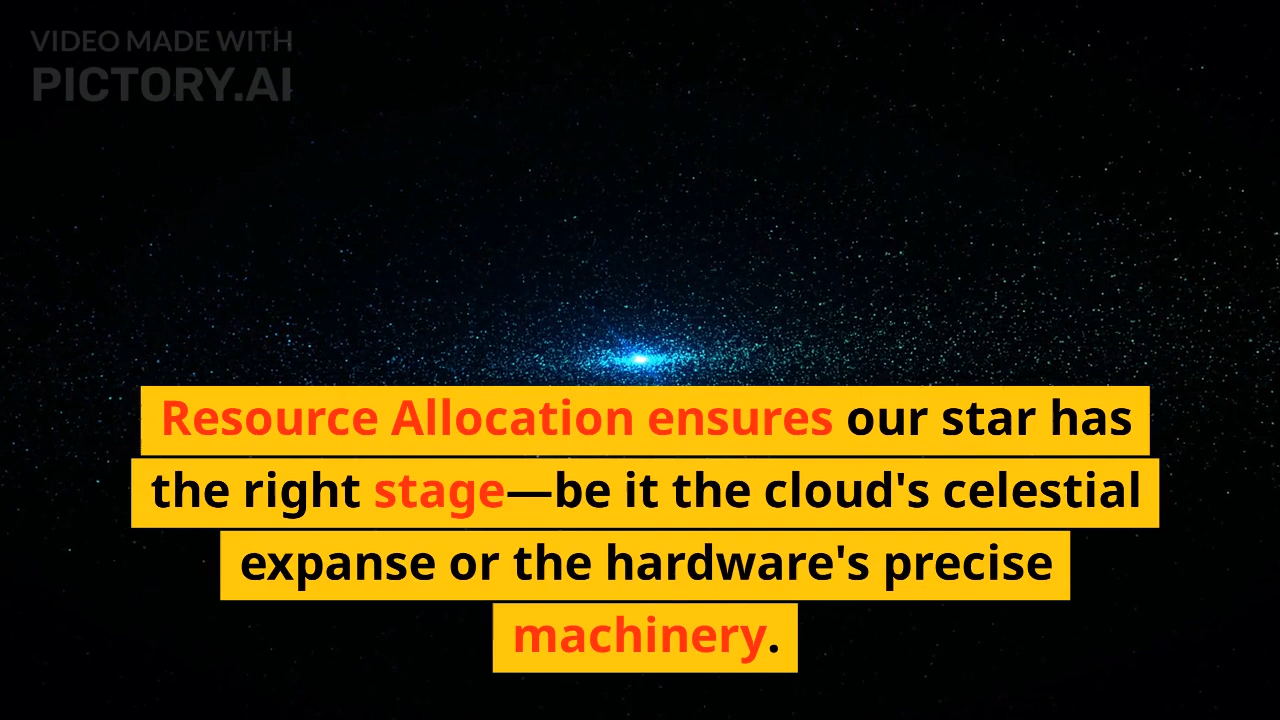 VIDEO MADE WITH
PICTORY.AI
Resource Allocation ensures our star has
the right stage—be it the cloud's celestial
expanse or the hardware's precise
machinery.